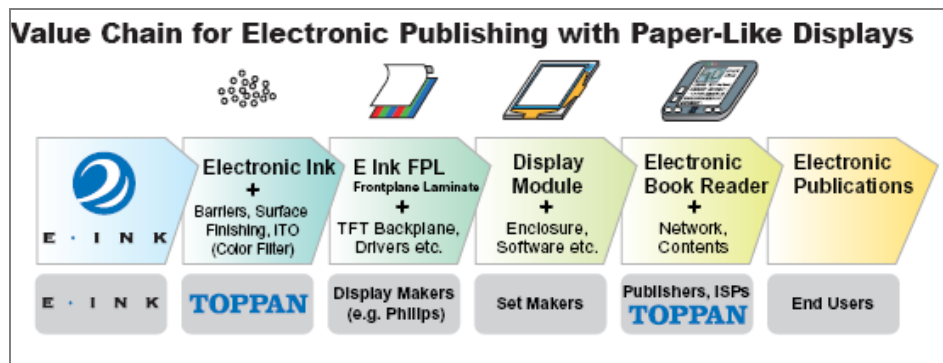 Value Chain for Electronic Publishing with Paper-Like Displays
E·INK
Electronic Ink
+
Barriers, Surface
Finishing, ITO
(Color Filter)
E Ink FPL
Frontplane Laminate
+
TFT Backplane,
Drivers etc.
Display
Module
+
Enclosure,
Software etc.
Electronic
Book Reader
+
Network,
Contents
Electronic
Publications
E·INK
TOPPAN
Display Makers
(e.g. Philips)
Set Makers
Publishers, ISPs
TOPPAN
End Users